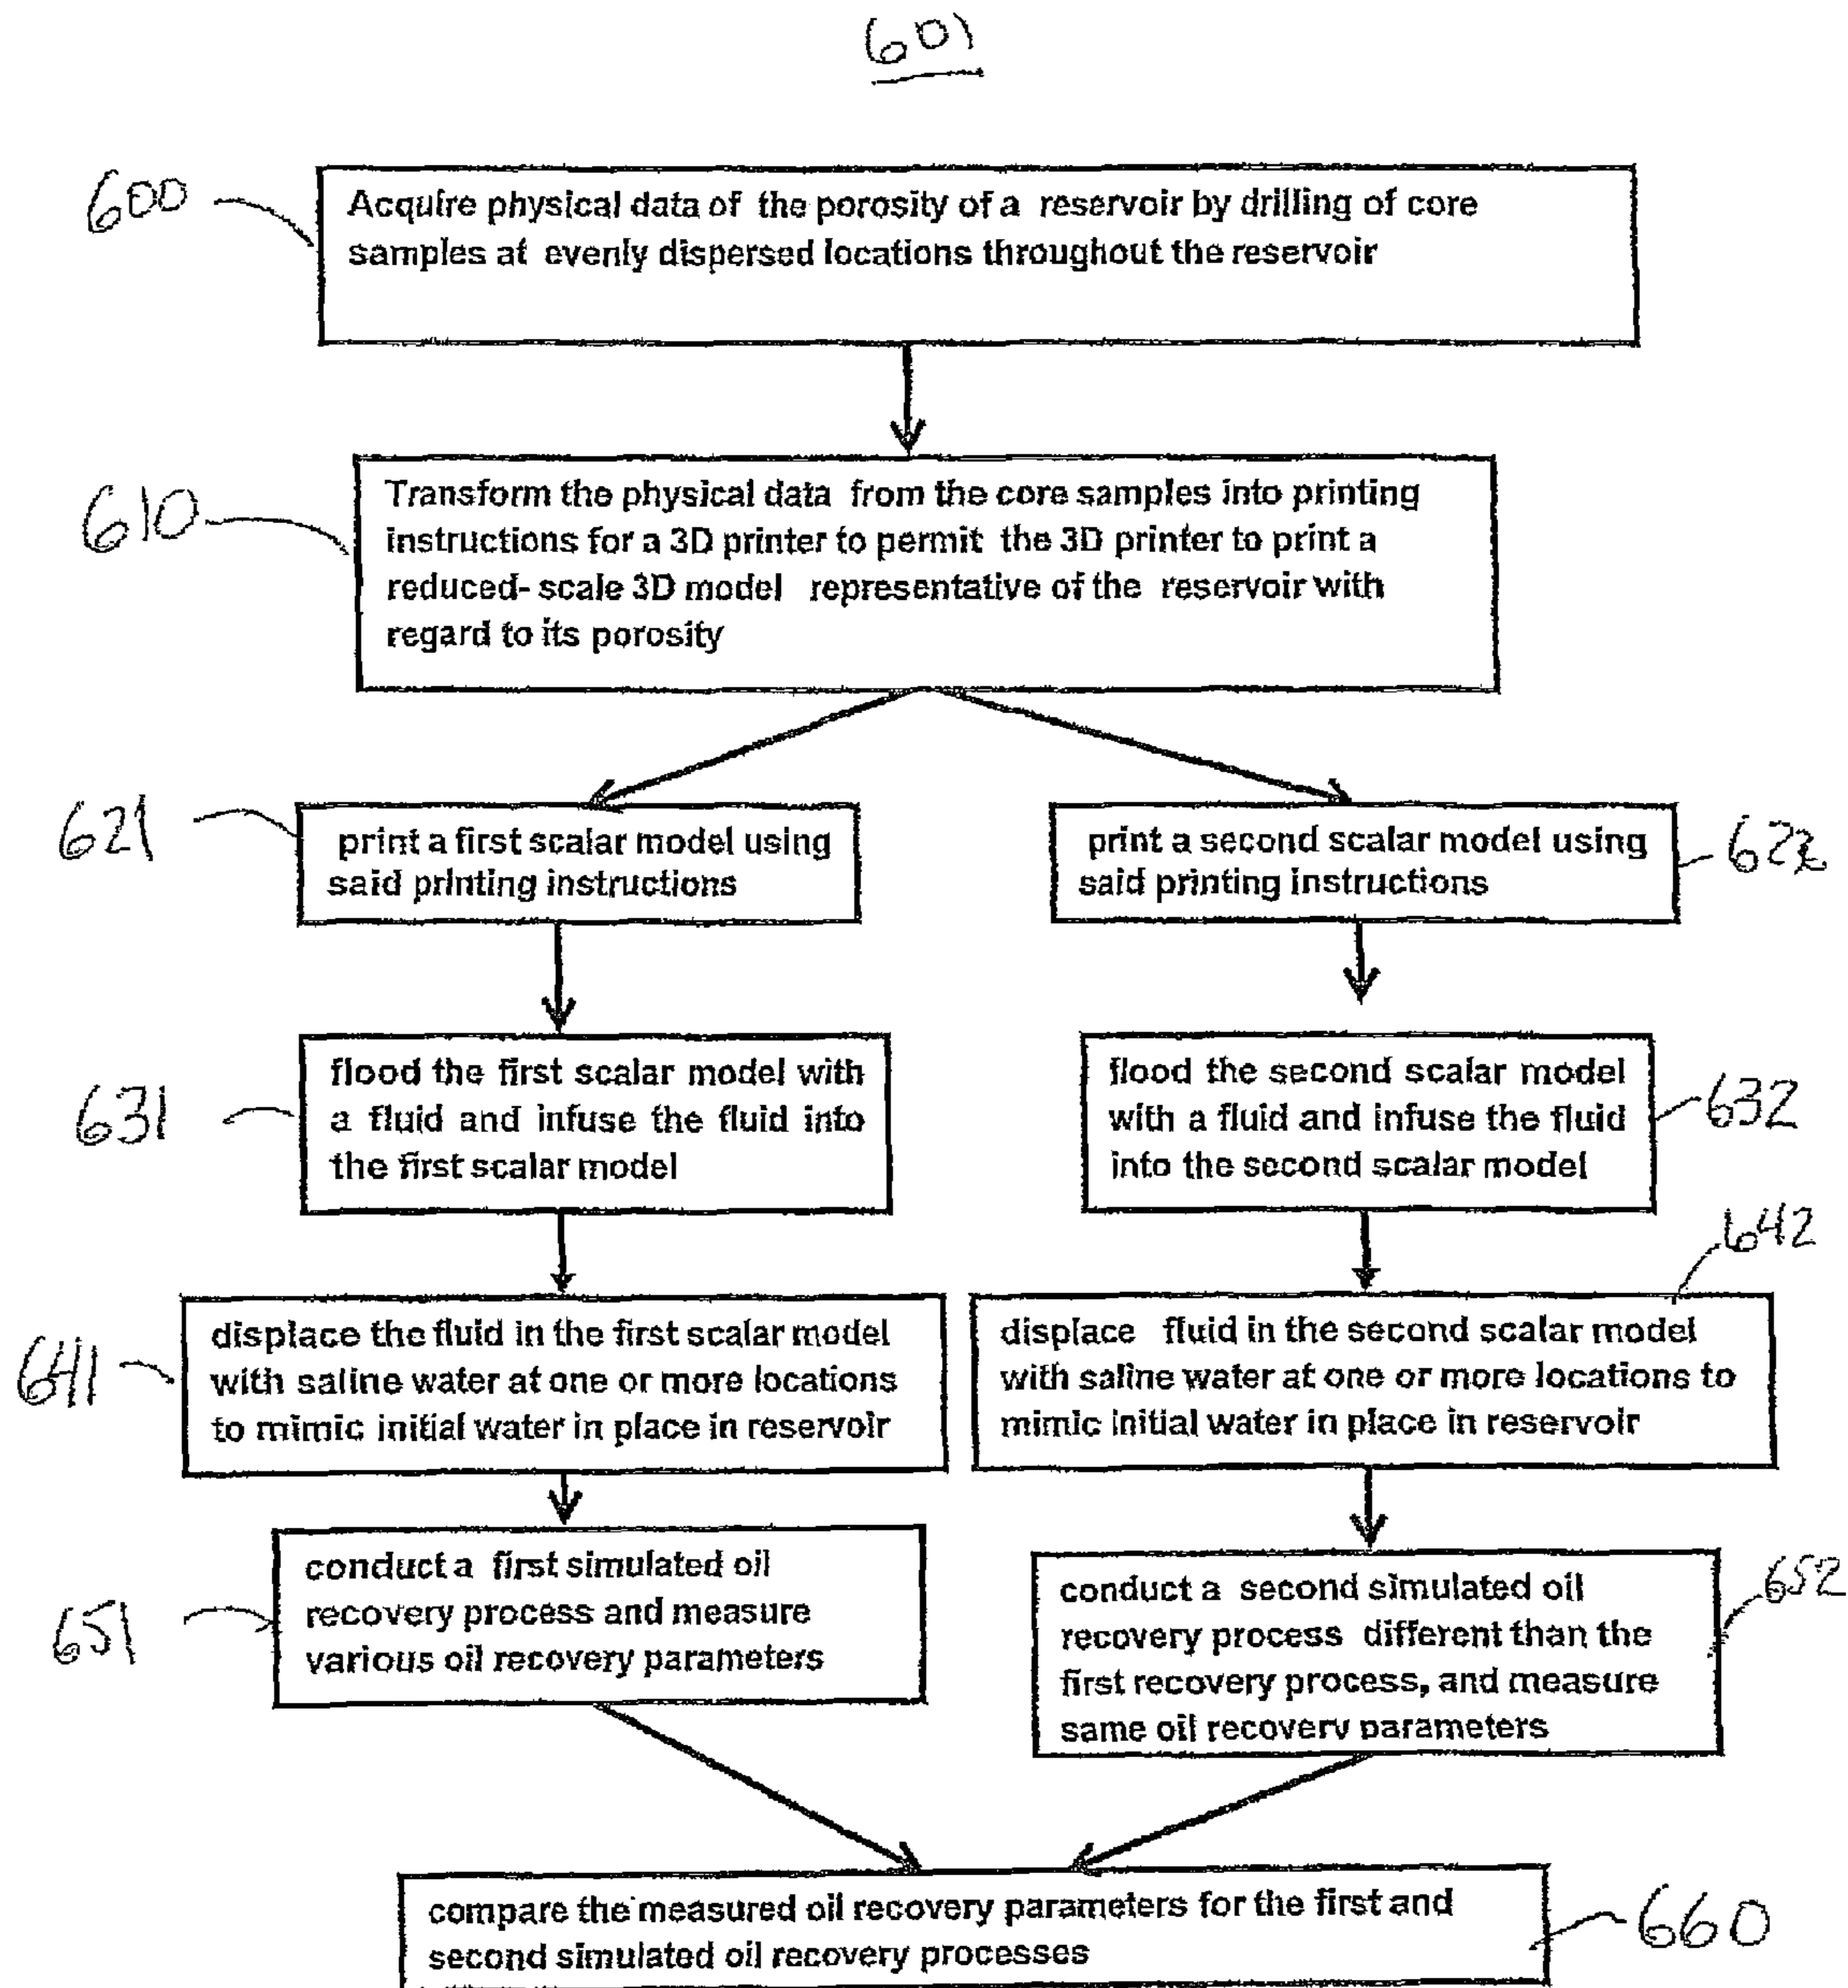 601
600
Acquire physical data of the porosity of a reservoir by drilling of core
samples at evenly dispersed locations throughout the reservoir
610
Transform the physical data from the core samples into printing
instructions for a 3D printer to permit the 3D printer to print a
reduced- scale 3D model representative of the reservoir with
regard to its porosity
621
print a first scalar model using
said printing instructions
print a second scalar model using
said printing instructions
622
631
flood the first scalar model with
a fluid and infuse the fluid into
the first scalar model
flood the second scalar model
with a fluid and infuse the fluid
into the second scalar model
632
641
displace the fluid in the first scalar model
with saline water at one or more locations
to mimic initial water in place in reservoir
642
displace fluid in the second scalar model
with saline water at one or more locations to
mimic initial water in place in reservoir
651
conduct a first simulated oil
recovery process and measure
various oil recovery parameters
conduct a second simulated oil
recovery process different than the
first recovery process, and measure
same oil recovery parameters
652
compare the measured oil recovery parameters for the first and
second simulated oil recovery processes
660